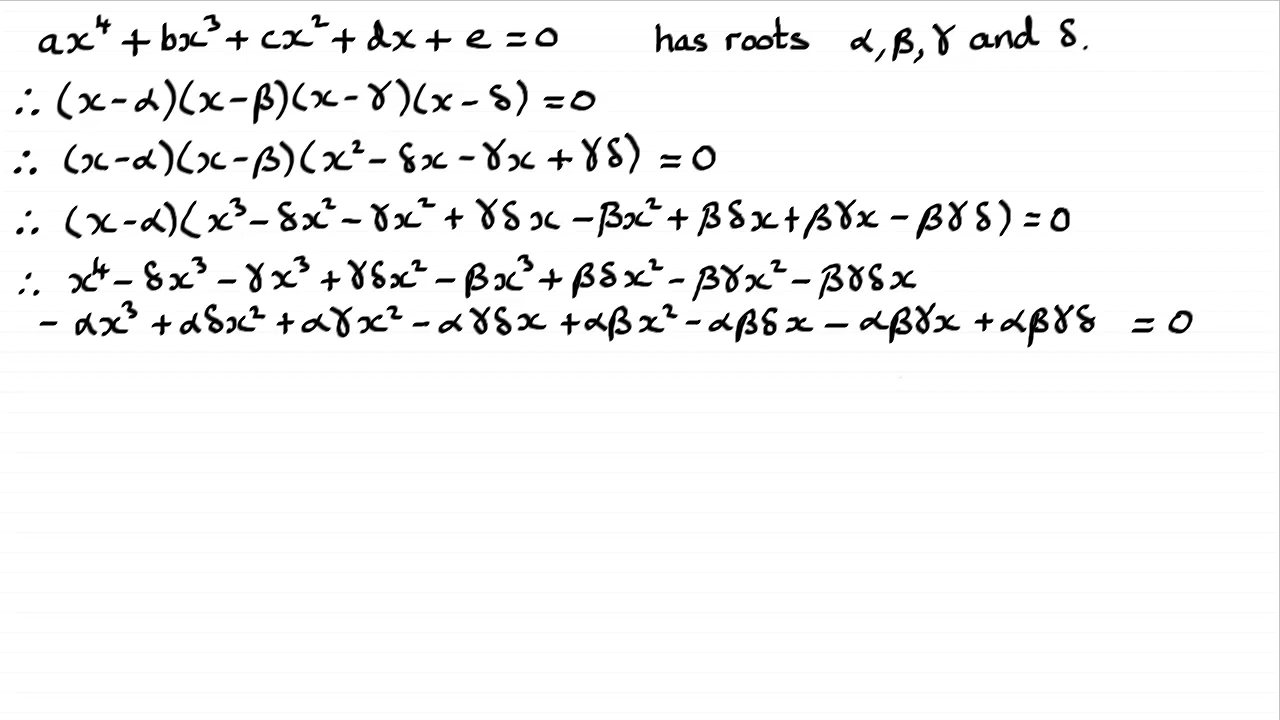 ax⁴ + bx³ + cx² + dx + e = 0 has roots α, β, γ and δ.
∴ (x-α)(x-β)(x-γ)(x-δ) = 0
∴ (x-α)(x-β)(x² - δx - γx + γδ) = 0
∴ (x-α)(x³ - δx² - γx² + γδx - βx² + βδx + βγx - βγδ) = 0
∴ x⁴ - δx³ - γx³ + γδx² - βx³ + βδx² - βγx² - βγδx
- αx³ + αδx² + αγx² - αγδx + αβx² - αβδx - αβγx + αβγδ = 0